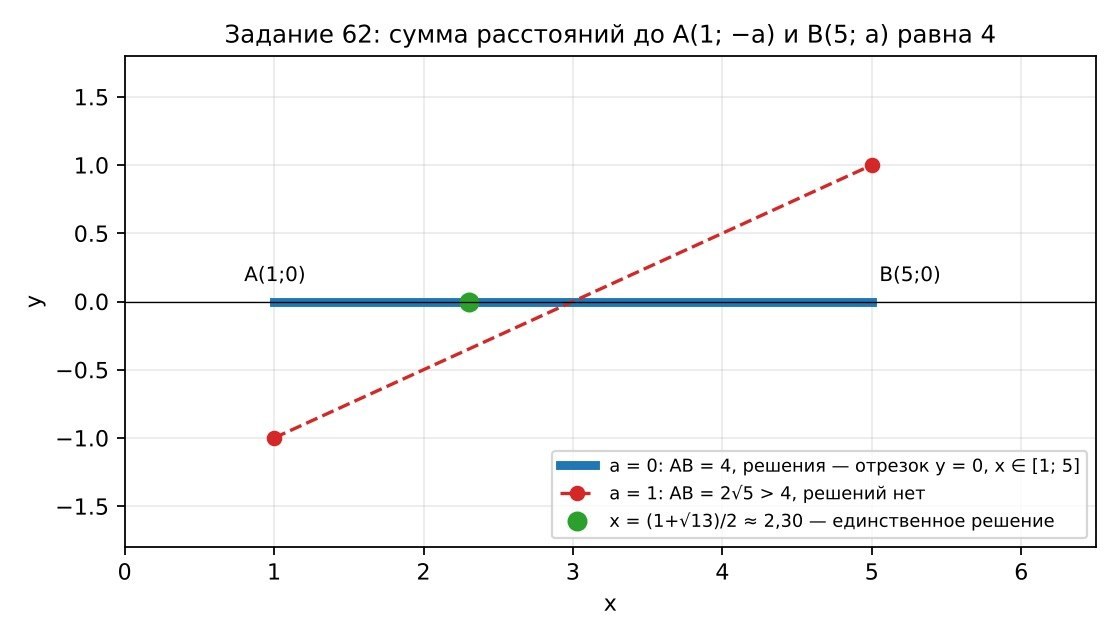 Задание 62: сумма расстояний до A(1; −a) и B(5; a) равна 4
1.5
1.0
0.5
0.0
−0.5
−1.0
−1.5
y
A(1;0)
B(5;0)
a = 0: AB = 4, решения — отрезок y = 0, x ∈ [1; 5]
a = 1: AB = 2√5 > 4, решений нет
x = (1+√13)/2 ≈ 2,30 — единственное решение
0 1 2 3 4 5 6
x